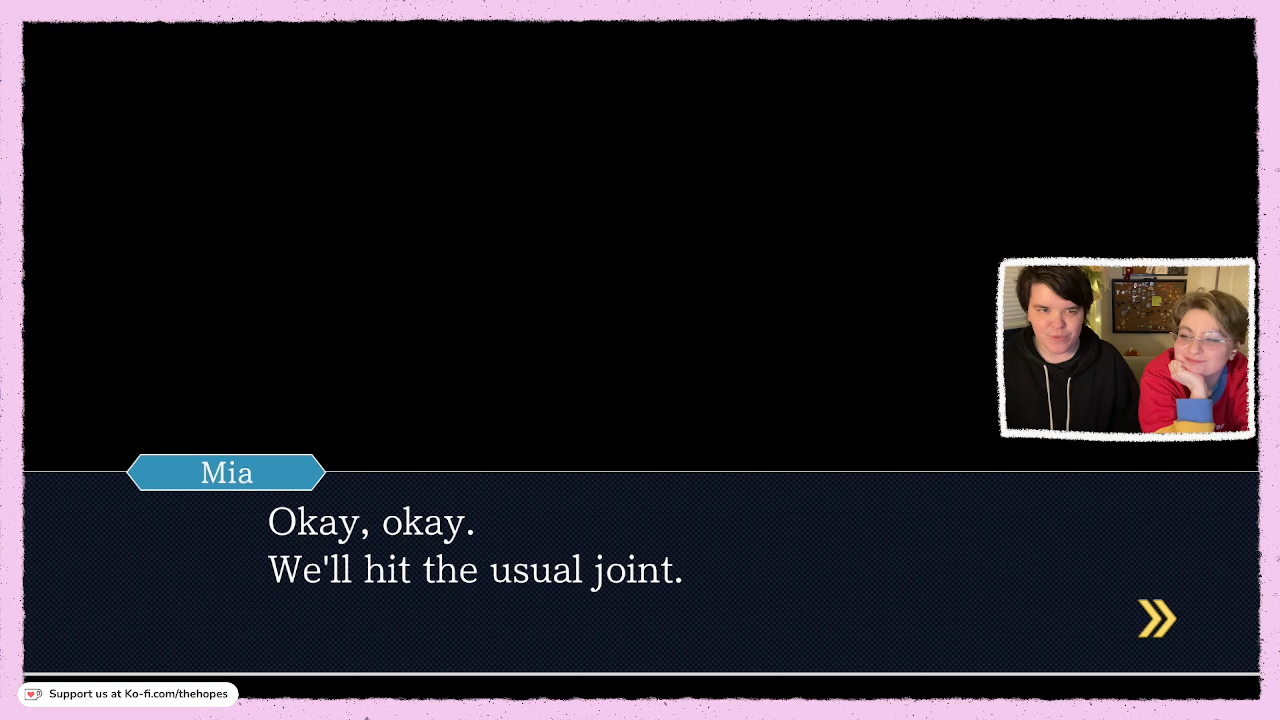 Mia
Okay, okay.
We'll hit the usual joint.
Support us at Ko-fi.com/thehopes